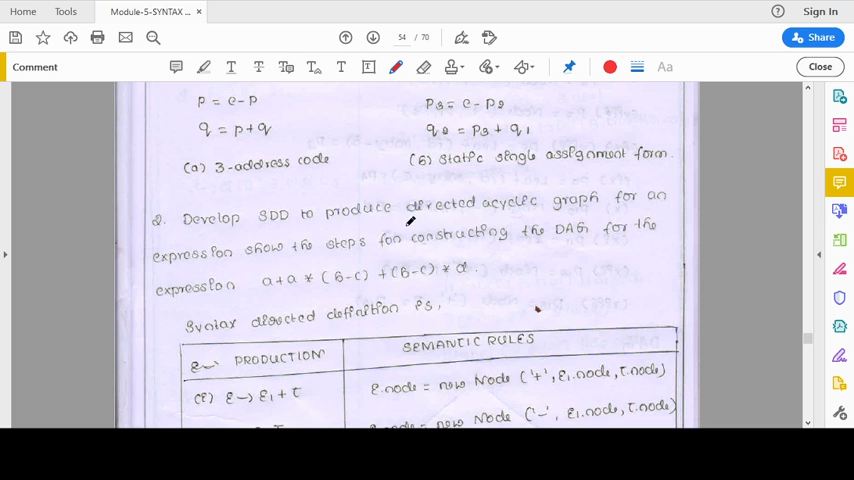 Home Tools Module-5-SYNTAX ... × Sign In
54 / 70 Share
Comment Aa Close
p = c-p p3 = c-p2
q = p+q q2 = p3+q1
(a) 3-address code (b) Static single assignment form.
2. Develop SDD to produce directed acyclic graph for an
expression show the steps for constructing the DAG for the
expression a+a*(b-c)+(b-c)*d.
Syntax directed definition is,
PRODUCTION SEMANTIC RULES
(1) E → E1 + T E.node = new Node ('+', E1.node, T.node)
E.node = new Node ('-', E1.node, T.node)